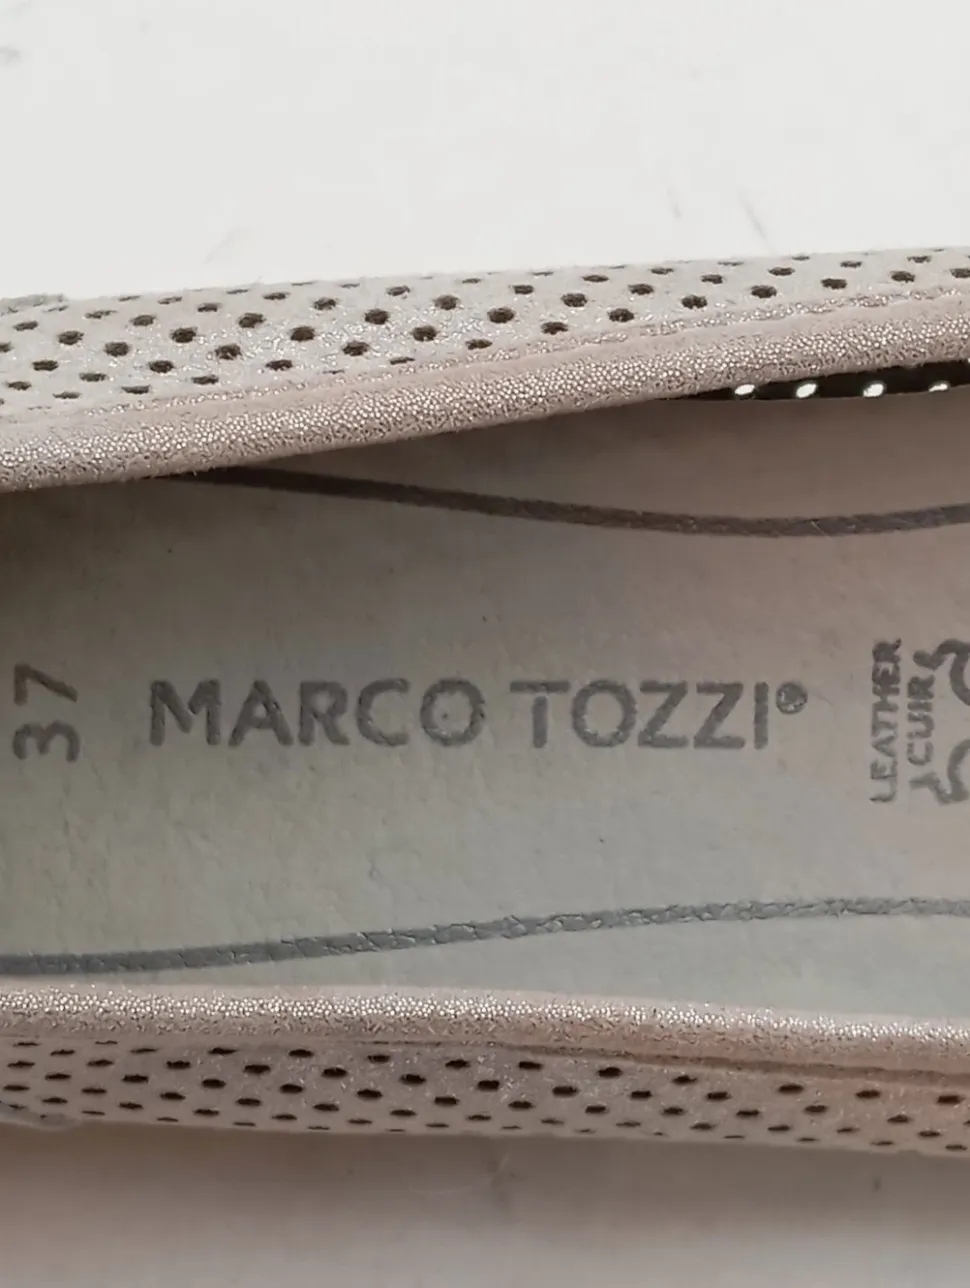 37
MARCO TOZZI®
LEATHER
CUIR